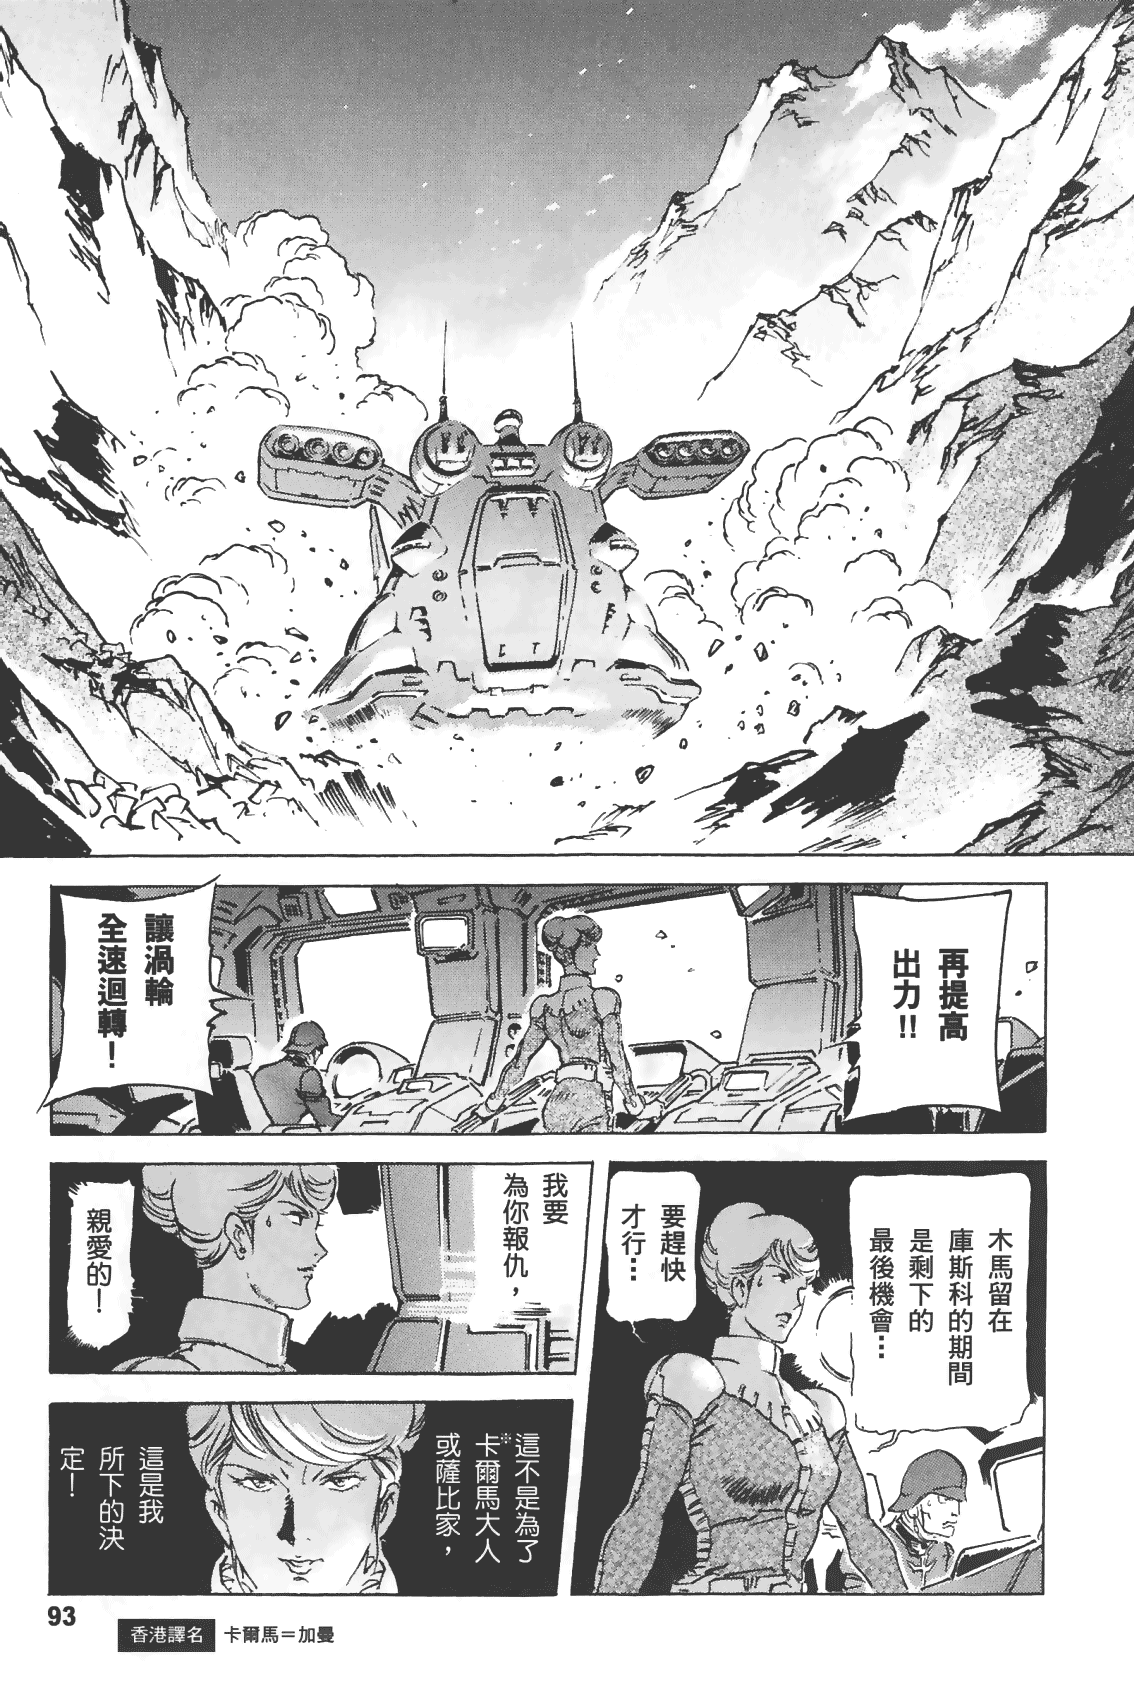 再提高
出力!!
讓渦輪
全速迴轉！
木馬留在
庫斯科的期間
是剩下的
最後機會…
要趕快
才行…
我要
為你報仇，
親愛的！
這不是為了
※卡爾馬大人
或薩比家，
這是我
所下的決
定！
93
香港譯名 卡爾馬＝加曼